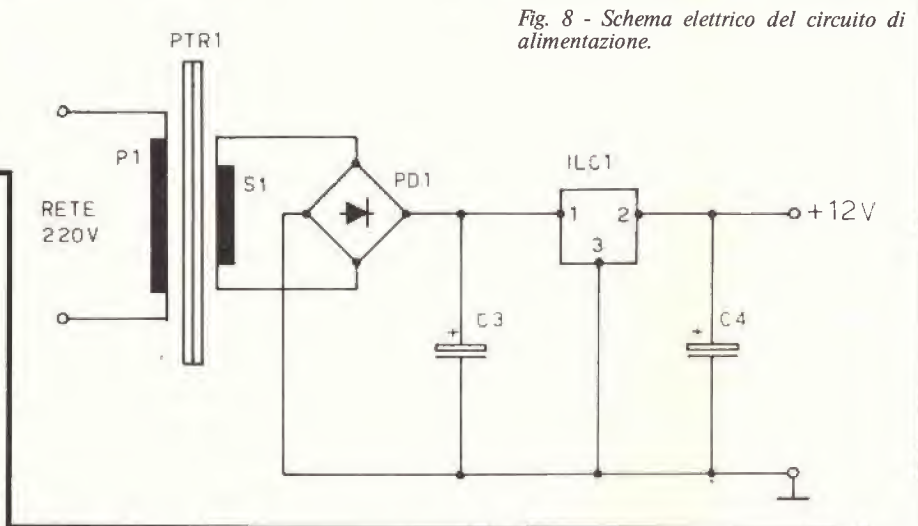 Fig. 8 - Schema elettrico del circuito di
alimentazione.
PTR1
P1
S1
PD1
ILC1
RETE
220V
1
2
3
+12V
+
C3
+
C4